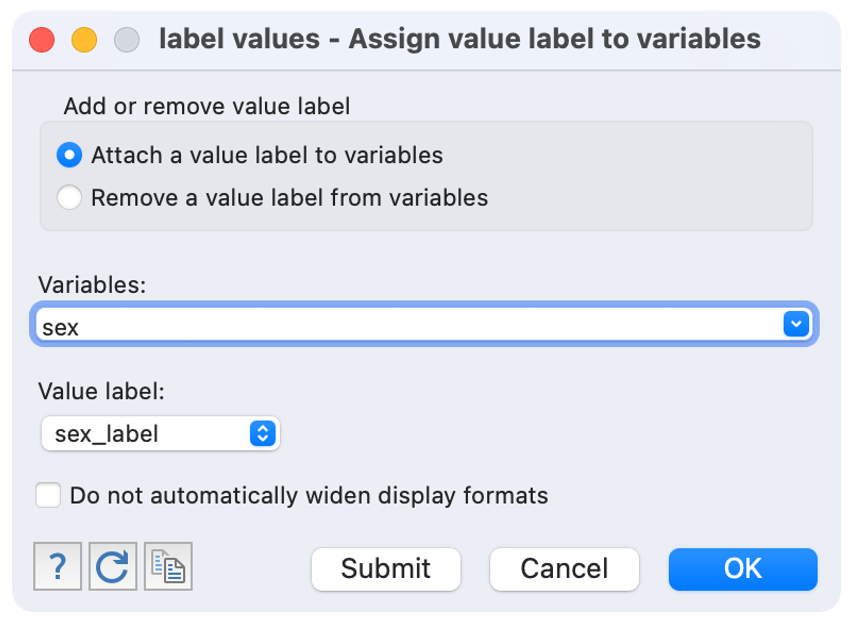 label values - Assign value label to variables
Add or remove value label
Attach a value label to variables
Remove a value label from variables
Variables:
sex
Value label:
sex_label
Do not automatically widen display formats
?
Submit
Cancel
OK